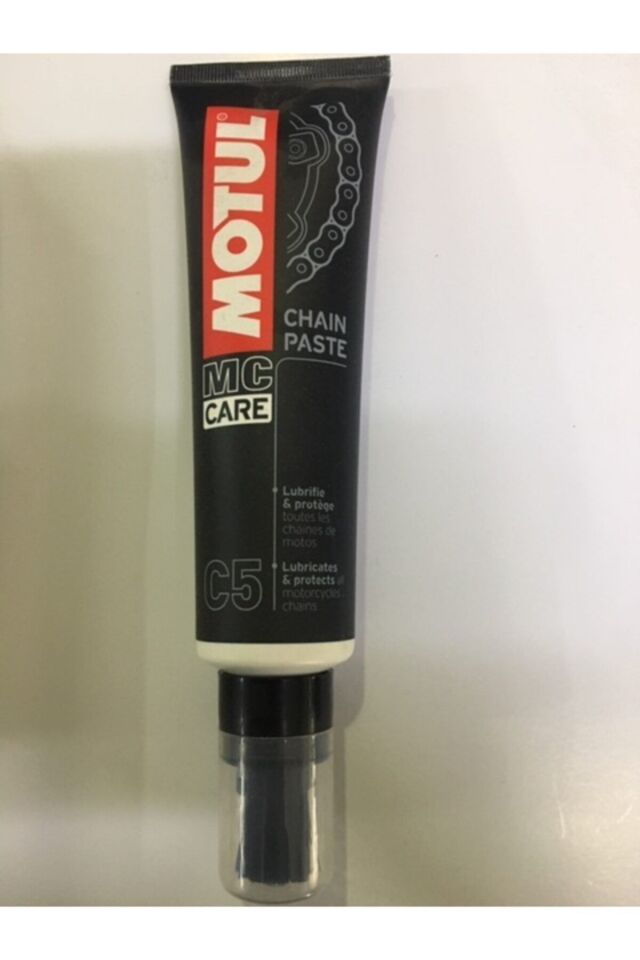 MOTUL
CHAIN
PASTE
MC
CARE
Lubrifie
& protège
toutes les
chaînes de
motos
C5
Lubricates
& protects all
motorcycles
chains